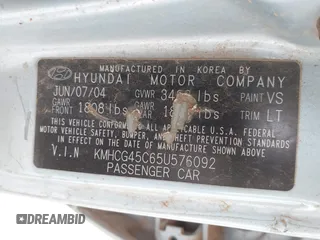 MANUFACTURED IN KOREA BY
HYUNDAI MOTOR COMPANY
JUN/07/04 GVWR lbs PAINT VS
GAWR FRONT 1808 lbs GAWR lbs TRIM LT
THIS VEHICLE CONFORMS TO ALL APPLICABLE U.S.A. FEDERAL
MOTOR VEHICLE SAFETY, BUMPER, AND THEFT PREVENTION
STANDARDS IN EFFECT ON THE DATE OF MANUFACTURE
SHOWN ABOVE.
V.I.N KMHCG45C65U576092
PASSENGER CAR
DEALERSCOPE